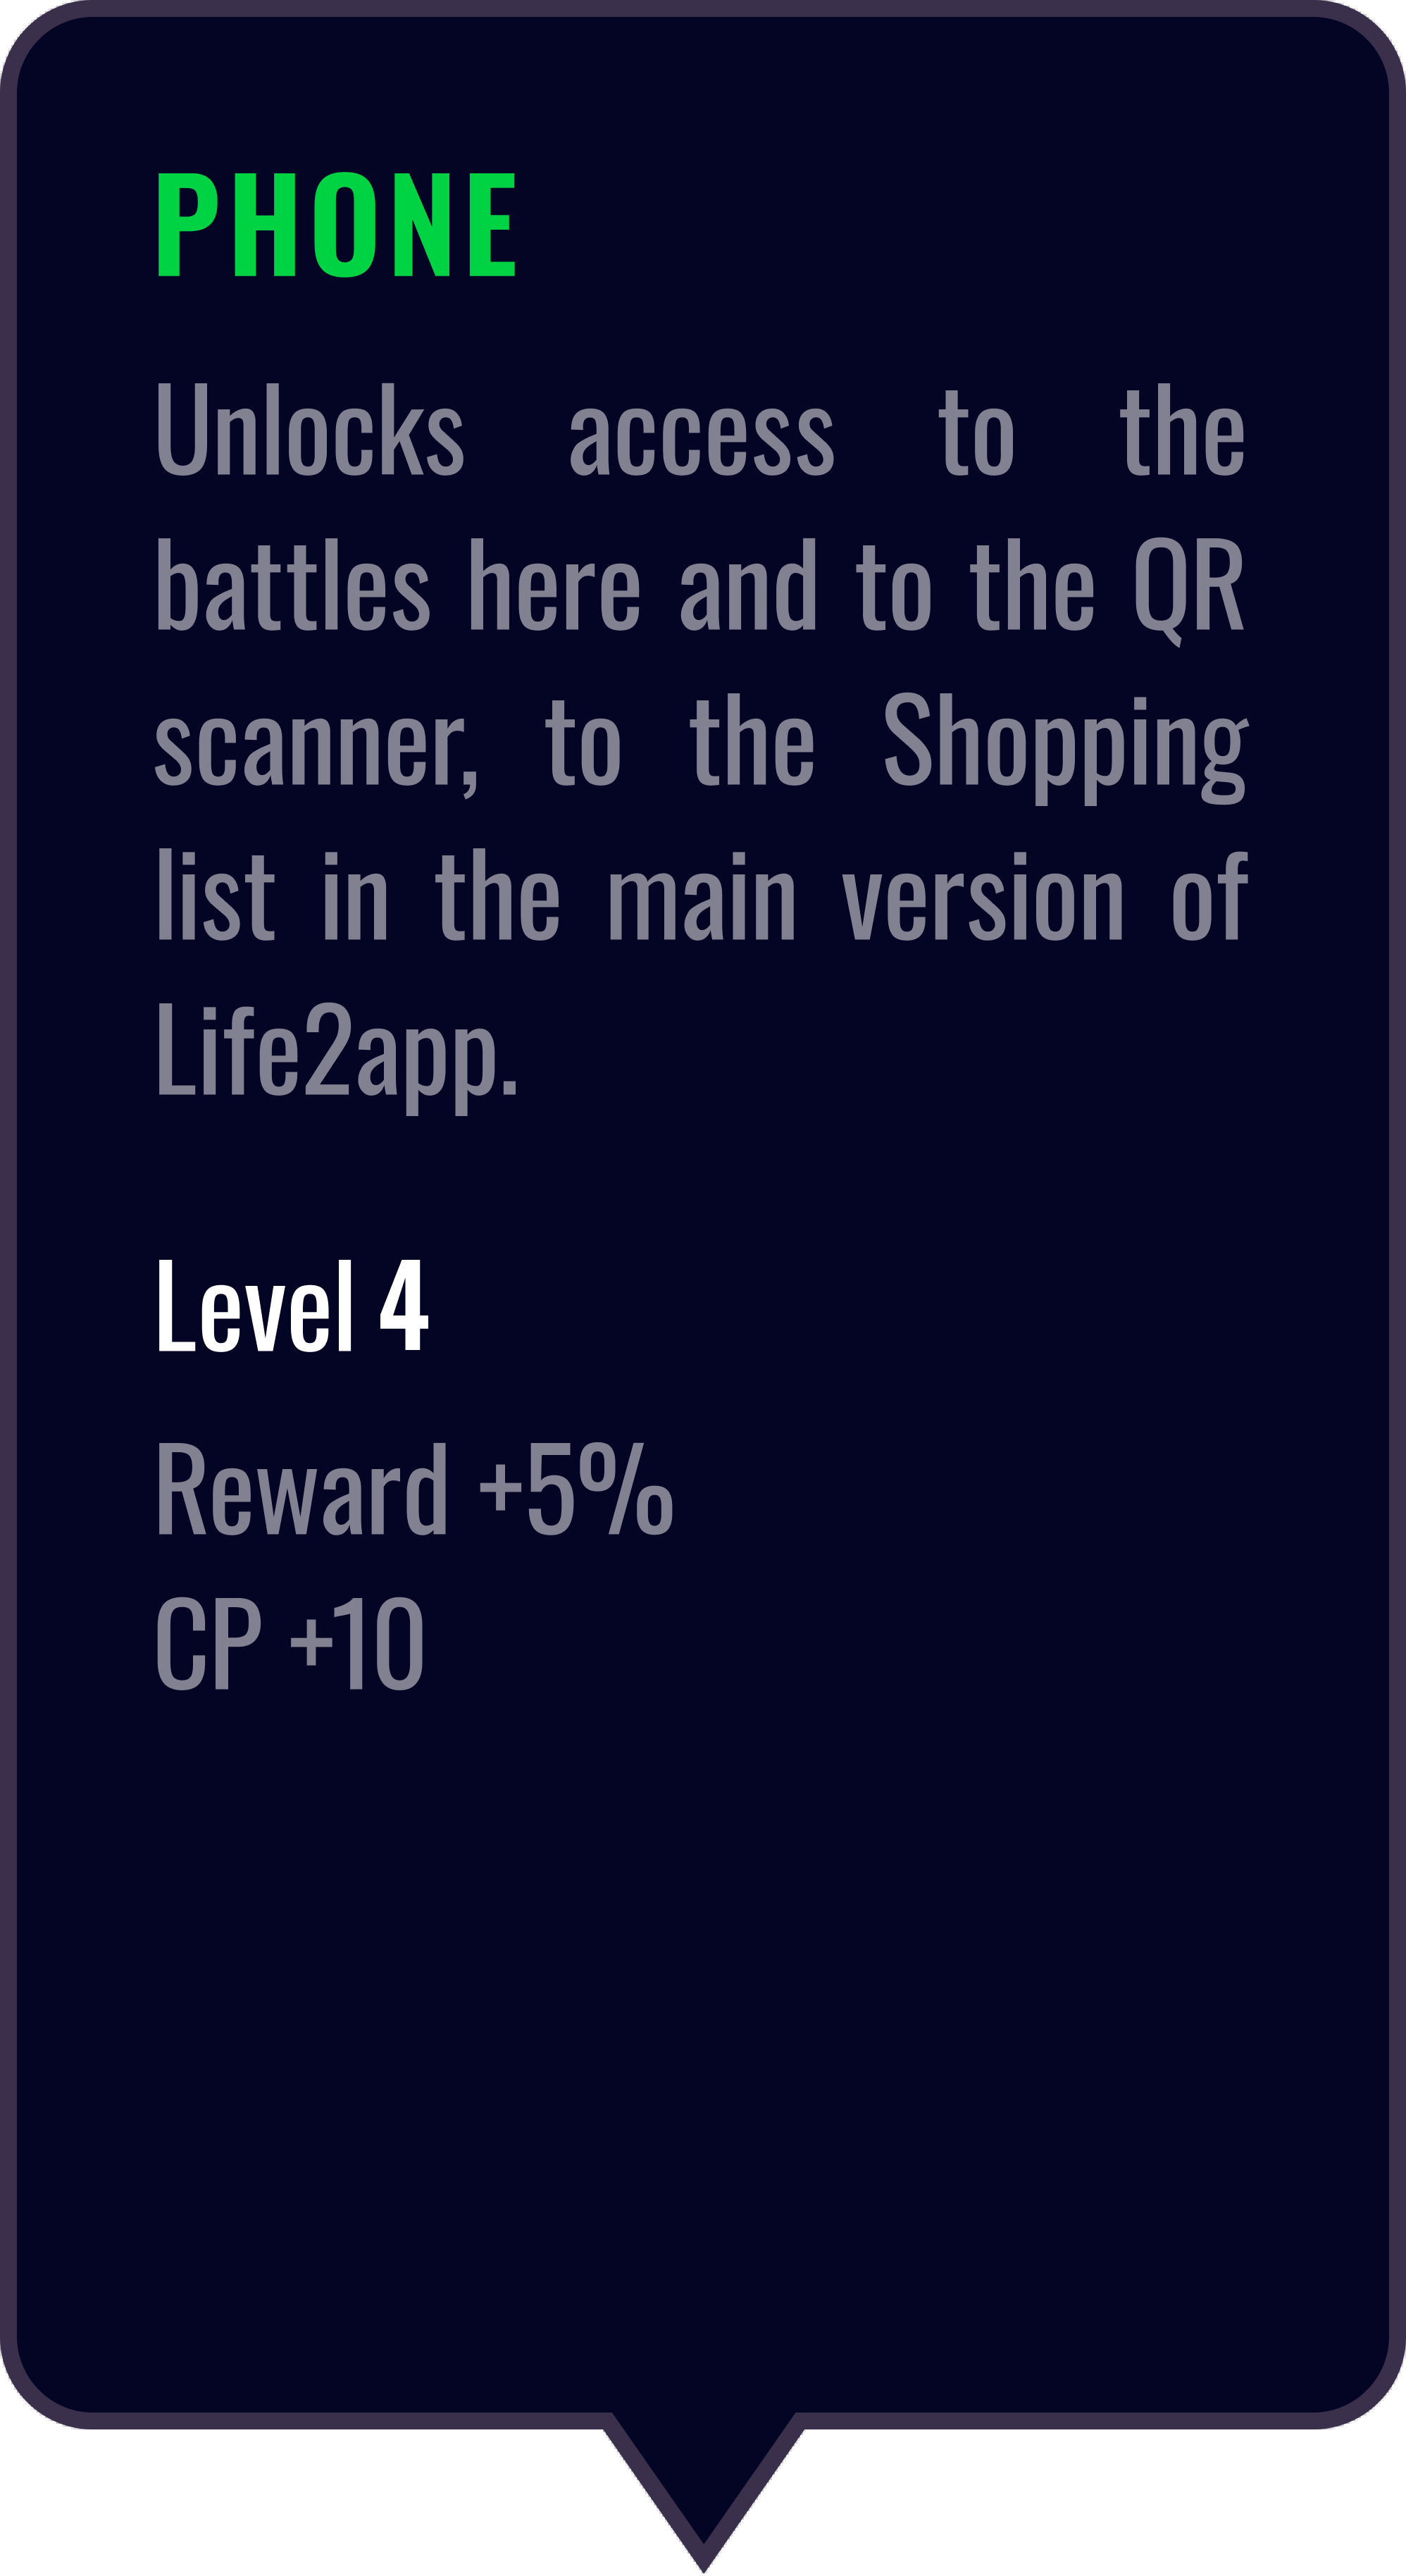 PHONE
Unlocks access to the
battles here and to the QR
scanner, to the Shopping
list in the main version of
Life2app.
Level 4
Reward +5%
CP +10